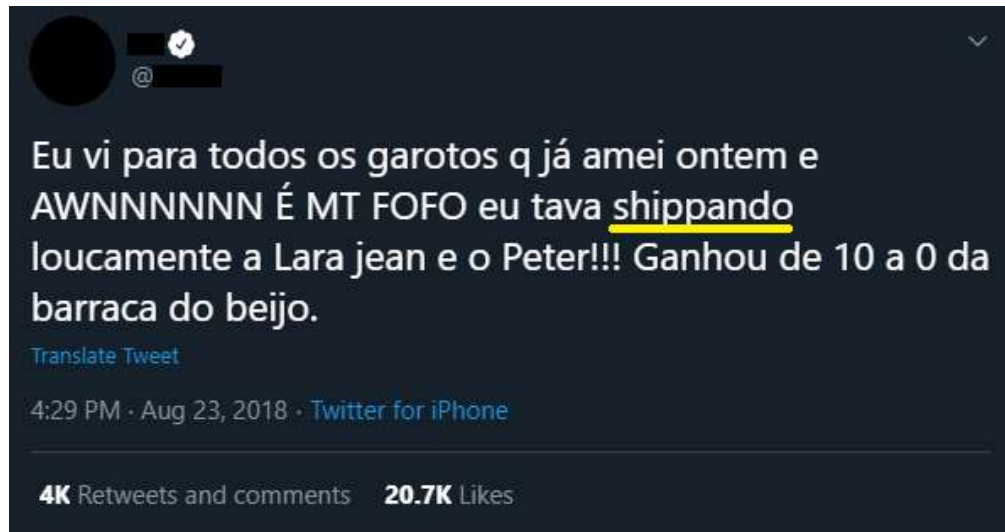 @
Eu vi para todos os garotos q já amei ontem e
AWNNNNNN É MT FOFO eu tava shippando
loucamente a Lara jean e o Peter!!! Ganhou de 10 a 0 da
barraca do beijo.
Translate Tweet
4:29 PM · Aug 23, 2018 · Twitter for iPhone
4K Retweets and comments 20.7K Likes